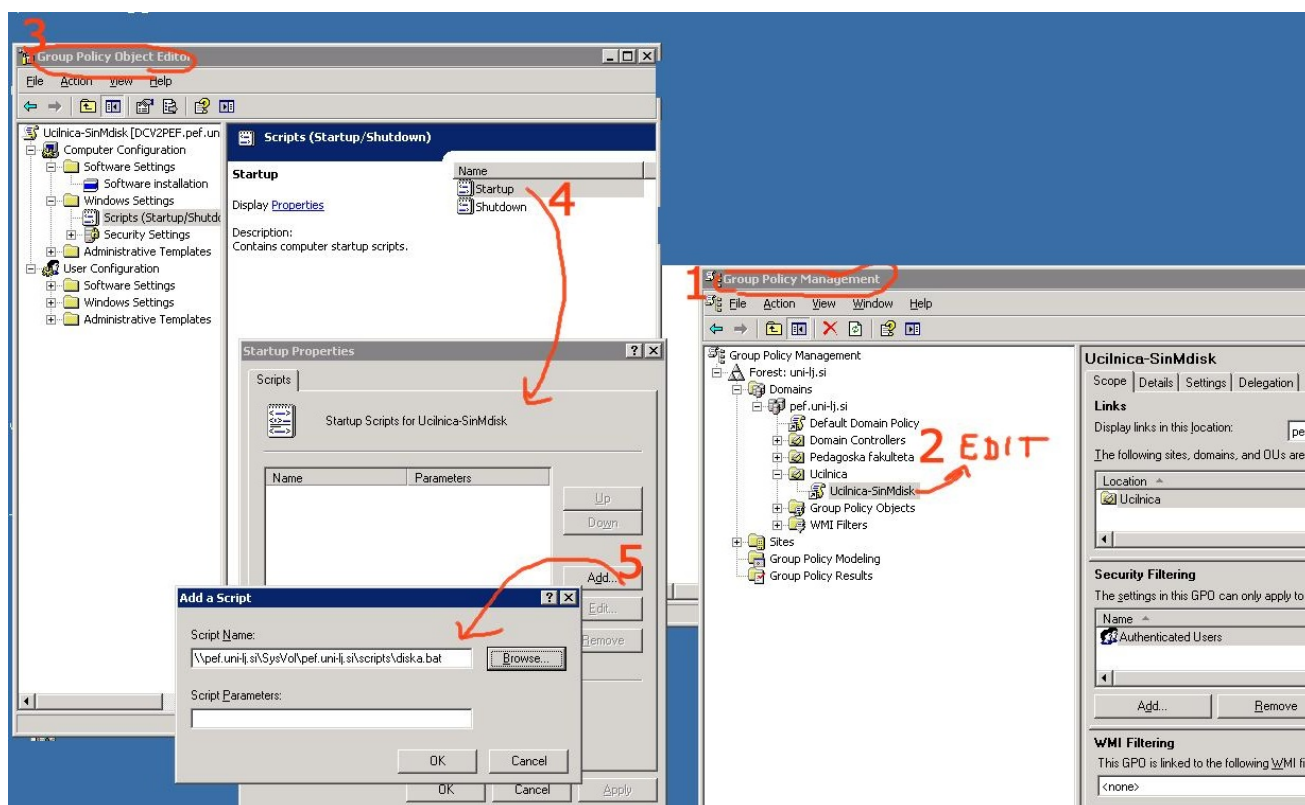 3
Group Policy Object Editor
File Action View Help
Ucilnica-SinMdisk [DCV2PEF.pef.un
Computer Configuration
Software Settings
Software installation
Windows Settings
Scripts (Startup/Shutdo
Security Settings
Administrative Templates
User Configuration
Software Settings
Windows Settings
Administrative Templates
Scripts (Startup/Shutdown)
Startup
Display Properties
Description:
Contains computer startup scripts.
Name
Startup
Shutdown
4
Startup Properties
Scripts
Startup Scripts for Ucilnica-SinMdisk
Name Parameters
Up
Down
Add...
5
Edit...
Remove
OK Cancel Apply
Add a Script
Script Name:
\\pef.uni-lj.si\SysVol\pef.uni-lj.si\scripts\diska.bat
Browse...
Script Parameters:
OK Cancel
1
Group Policy Management
File Action View Window Help
Group Policy Management
Forest: uni-lj.si
Domains
pef.uni-lj.si
Default Domain Policy
Domain Controllers
Pedagoska fakulteta
Ucilnica
Ucilnica-SinMdisk
2 EDIT
Group Policy Objects
WMI Filters
Sites
Group Policy Modeling
Group Policy Results
Ucilnica-SinMdisk
Scope Details Settings Delegation
Links
Display links in this location: pe
The following sites, domains, and OUs are
Location
Ucilnica
Security Filtering
The settings in this GPO can only apply to
Name
Authenticated Users
Add... Remove
WMI Filtering
This GPO is linked to the following WMI fi
<none>